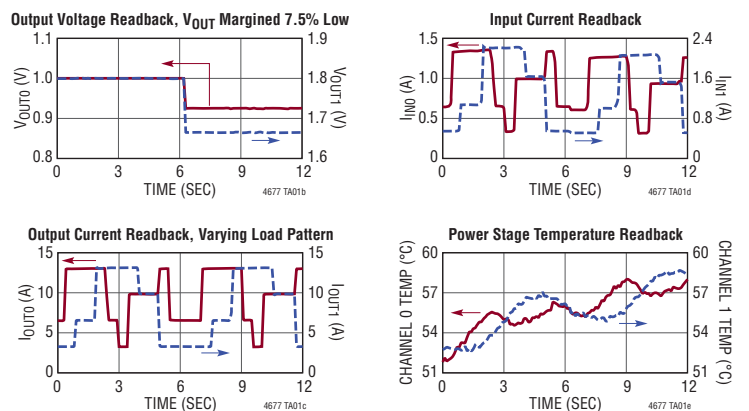 Output Voltage Readback, VOUT Margined 7.5% Low
1.1
1.0
0.9
0.8
VOUT0 (V)
1.9
1.8
1.7
1.6
VOUT1 (V)
0 3 6 9 12
TIME (SEC)
4677 TA01b
Input Current Readback
1.5
1.0
0.5
0
IIN0 (A)
2.4
1.6
0.8
0
IIN1 (A)
0 3 6 9 12
TIME (SEC)
4677 TA01d
Output Current Readback, Varying Load Pattern
15
10
5
0
IOUT0 (A)
15
10
5
0
IOUT1 (A)
0 3 6 9 12
TIME (SEC)
4677 TA01c
Power Stage Temperature Readback
60
57
54
51
CHANNEL 0 TEMP (°C)
60
57
55
51
CHANNEL 1 TEMP (°C)
0 3 6 9 12
TIME (SEC)
4677 TA01e